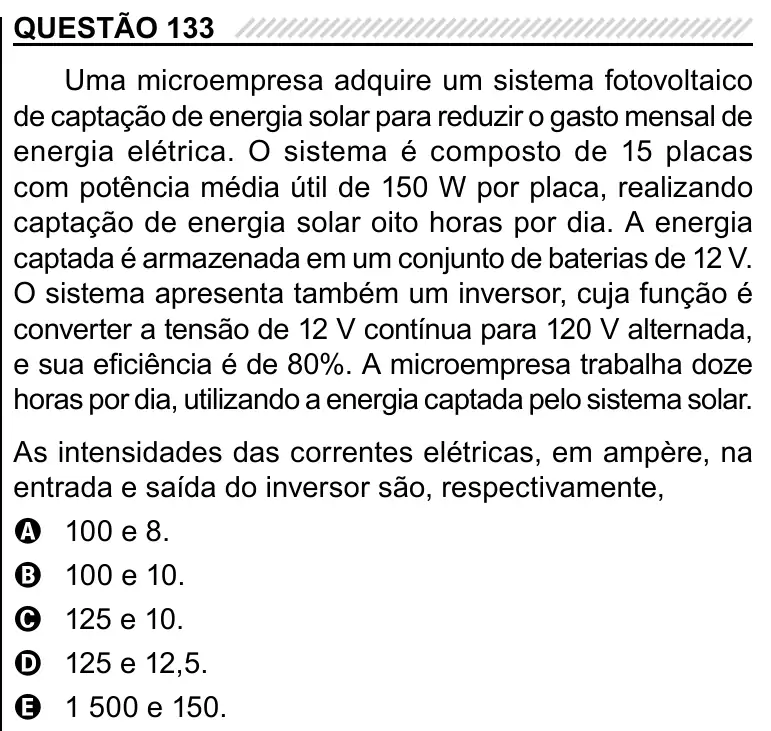 QUESTÃO 133
Uma microempresa adquire um sistema fotovoltaico
de captação de energia solar para reduzir o gasto mensal de
energia elétrica. O sistema é composto de 15 placas
com potência média útil de 150 W por placa, realizando
captação de energia solar oito horas por dia. A energia
captada é armazenada em um conjunto de baterias de 12 V.
O sistema apresenta também um inversor, cuja função é
converter a tensão de 12 V contínua para 120 V alternada,
e sua eficiência é de 80%. A microempresa trabalha doze
horas por dia, utilizando a energia captada pelo sistema solar.
As intensidades das correntes elétricas, em ampère, na
entrada e saída do inversor são, respectivamente,
A 100 e 8.
B 100 e 10.
C 125 e 10.
D 125 e 12,5.
E 1 500 e 150.